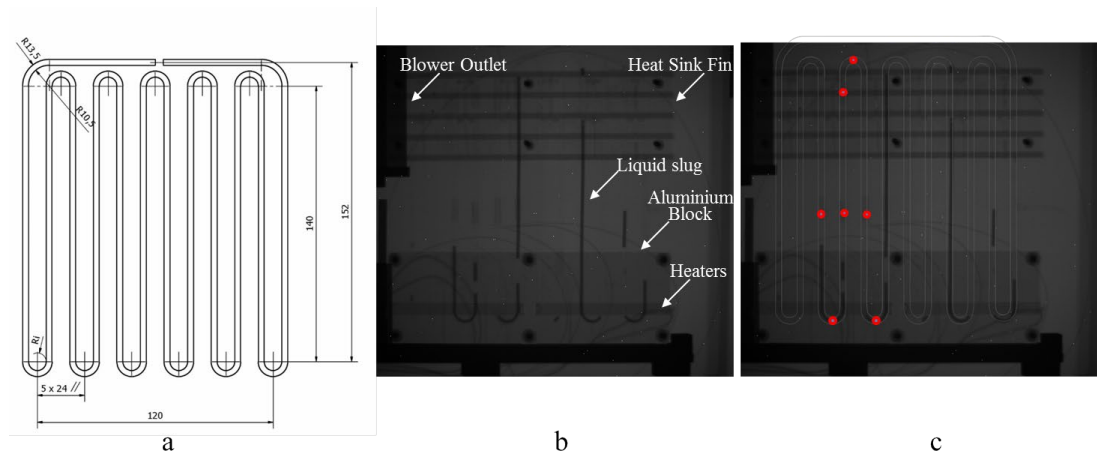 R13,5
R10,5
140
152
Ri
5 x 24 //
120
a
Blower Outlet
Heat Sink Fin
Liquid slug
Aluminium
Block
Heaters
b
c